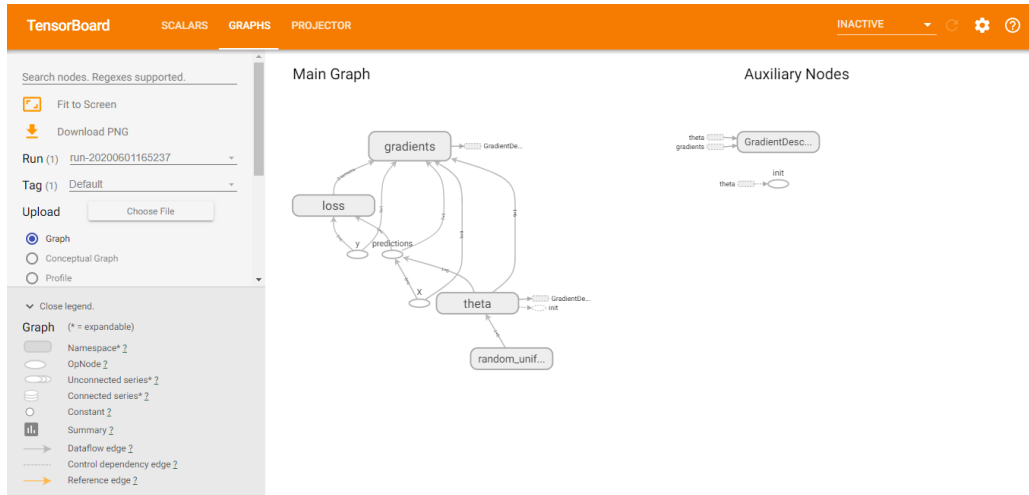 TensorBoard SCALARS GRAPHS PROJECTOR INACTIVE
Search nodes. Regexes supported.
Fit to Screen
Download PNG
Run (1) run-20200601165237
Tag (1) Default
Upload Choose File
Graph
Conceptual Graph
Profile
Close legend.
Graph (* = expandable)
Namespace* ?
OpNode ?
Unconnected series* ?
Connected series* ?
Constant ?
Summary ?
Dataflow edge ?
Control dependency edge ?
Reference edge ?
Main Graph
gradients
GradientDe...
loss
y
predictions
X
theta
GradientDe...
init
random_unif...
Auxiliary Nodes
theta
gradients
GradientDesc...
init
theta